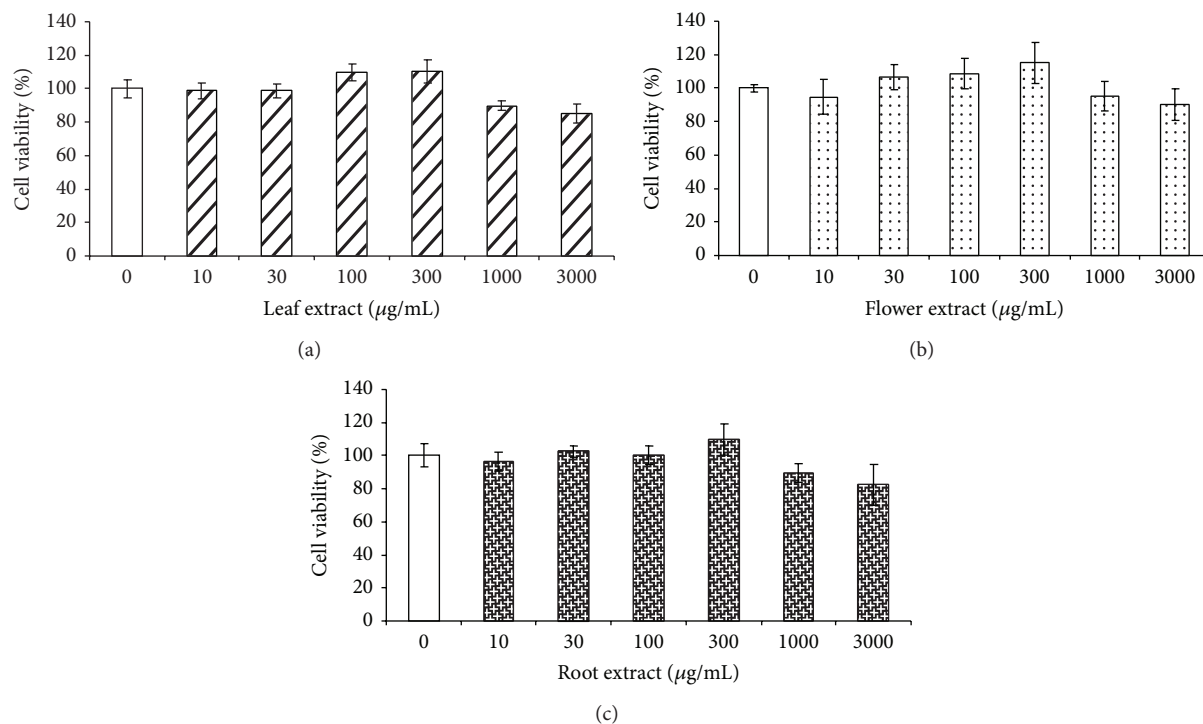 140
120
100
80
60
40
20
0
Cell viability (%)
0 10 30 100 300 1000 3000
Leaf extract (μg/mL)
(a)
140
120
100
80
60
40
20
0
Cell viability (%)
0 10 30 100 300 1000 3000
Flower extract (μg/mL)
(b)
140
120
100
80
60
40
20
0
Cell viability (%)
0 10 30 100 300 1000 3000
Root extract (μg/mL)
(c)